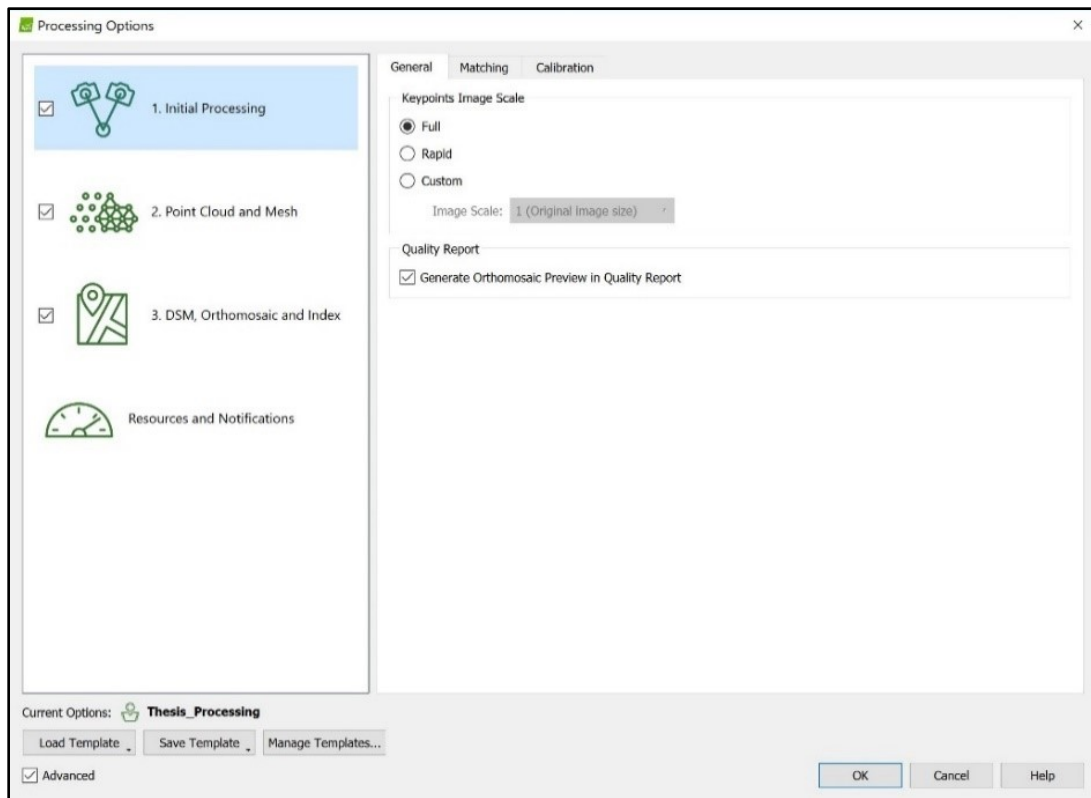 Processing Options
1. Initial Processing
2. Point Cloud and Mesh
3. DSM, Orthomosaic and Index
Resources and Notifications
General Matching Calibration
Keypoints Image Scale
Full
Rapid
Custom
Image Scale: 1 (Original image size)
Quality Report
Generate Orthomosaic Preview in Quality Report
Current Options: Thesis_Processing
Load Template Save Template Manage Templates...
Advanced
OK Cancel Help